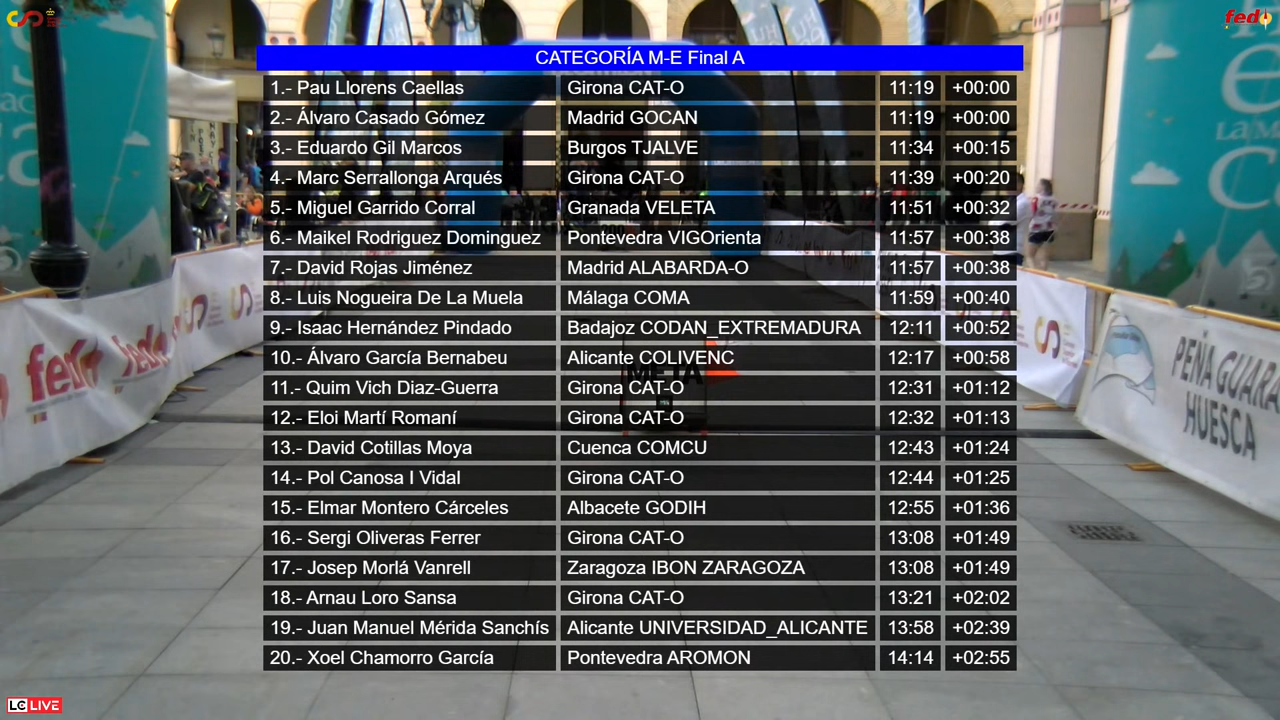 fedo
CATEGORÍA M-E Final A
1.- Pau Llorens Caellas Girona CAT-O 11:19 +00:00
2.- Álvaro Casado Gómez Madrid GOCAN 11:19 +00:00
3.- Eduardo Gil Marcos Burgos TJALVE 11:34 +00:15
4.- Marc Serrallonga Arqués Girona CAT-O 11:39 +00:20
5.- Miguel Garrido Corral Granada VELETA 11:51 +00:32
6.- Maikel Rodriguez Dominguez Pontevedra VIGOrienta 11:57 +00:38
7.- David Rojas Jiménez Madrid ALABARDA-O 11:57 +00:38
8.- Luis Nogueira De La Muela Málaga COMA 11:59 +00:40
9.- Isaac Hernández Pindado Badajoz CODAN_EXTREMADURA 12:11 +00:52
10.- Álvaro García Bernabeu Alicante COLIVENC 12:17 +00:58
11.- Quim Vich Diaz-Guerra Girona CAT-O 12:31 +01:12
12.- Eloi Martí Romaní Girona CAT-O 12:32 +01:13
13.- David Cotillas Moya Cuenca COMCU 12:43 +01:24
14.- Pol Canosa I Vidal Girona CAT-O 12:44 +01:25
15.- Elmar Montero Cárceles Albacete GODIH 12:55 +01:36
16.- Sergi Oliveras Ferrer Girona CAT-O 13:08 +01:49
17.- Josep Morlá Vanrell Zaragoza IBON ZARAGOZA 13:08 +01:49
18.- Arnau Loro Sansa Girona CAT-O 13:21 +02:02
19.- Juan Manuel Mérida Sanchís Alicante UNIVERSIDAD_ALICANTE 13:58 +02:39
20.- Xoel Chamorro García Pontevedra AROMON 14:14 +02:55
META
fedo
fedo
PEÑA GUARA
HUESCA
LG LIVE